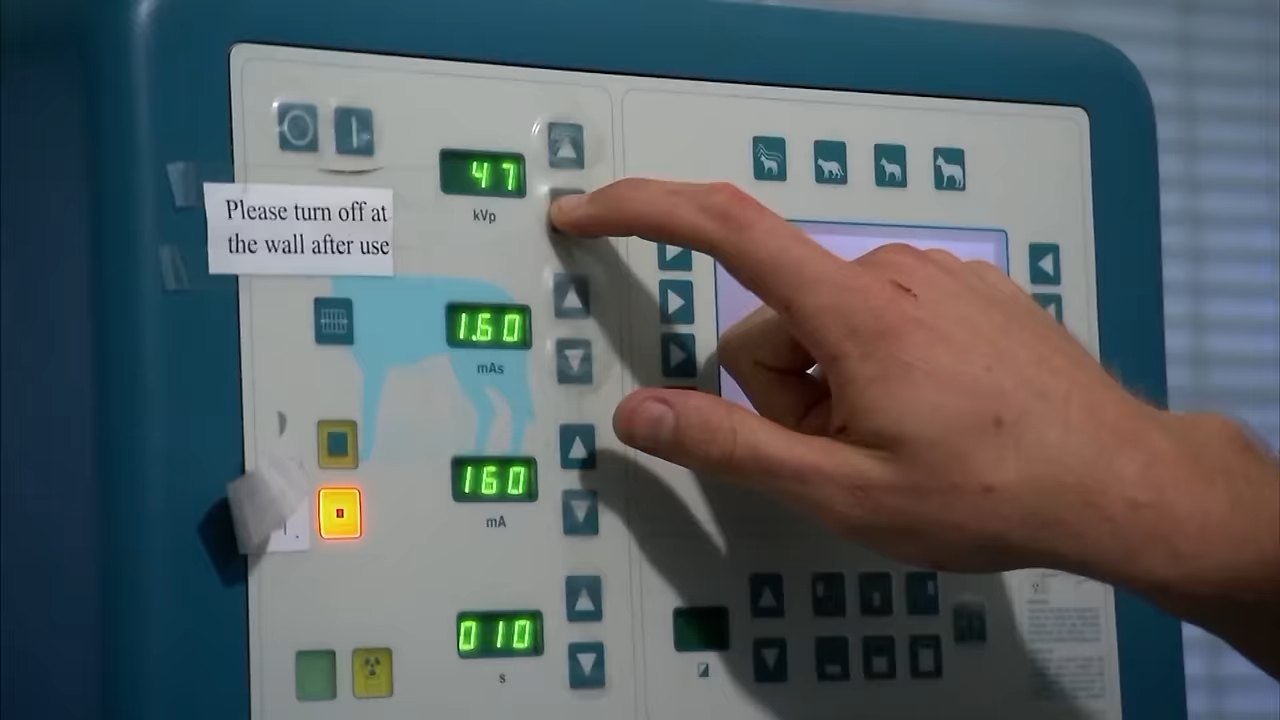 47
kVp
Please turn off at
the wall after use
1.60
mAs
160
mA
010
s